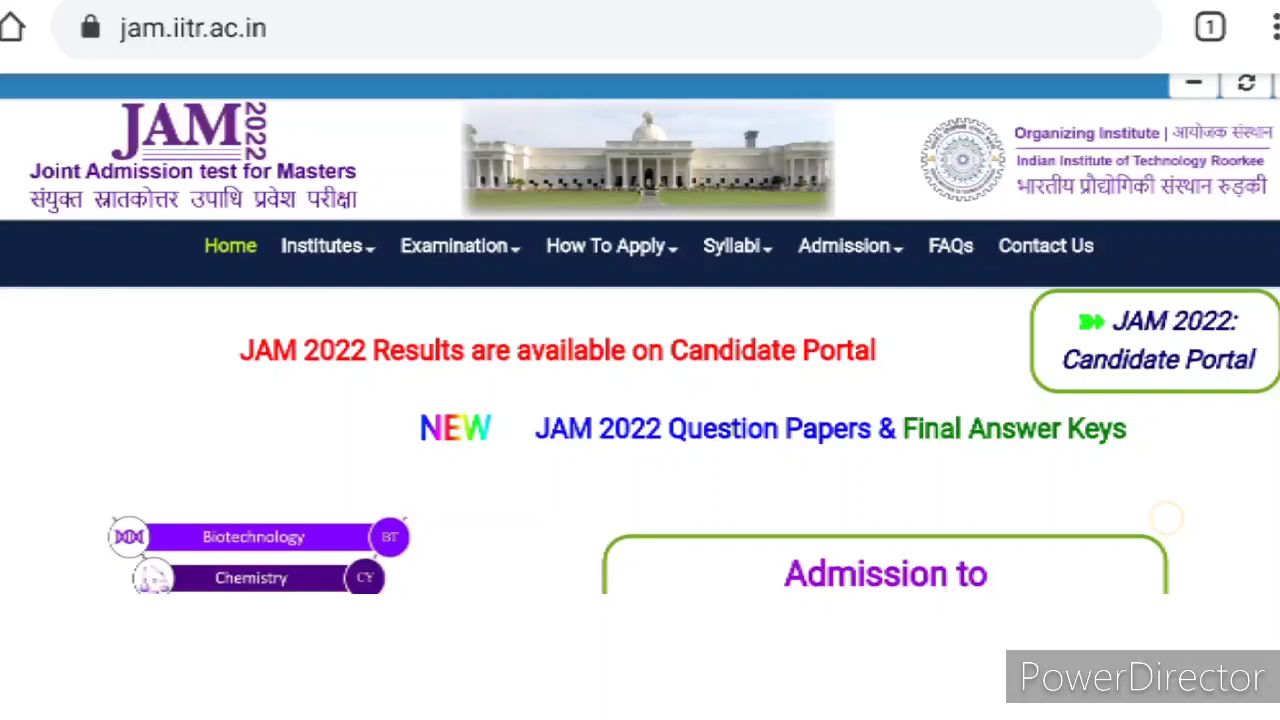 jam.iitr.ac.in
1
JAM 2022
Joint Admission test for Masters
संयुक्त स्नातकोत्तर उपाधि प्रवेश परीक्षा
Organizing Institute | आयोजक संस्थान
Indian Institute of Technology Roorkee
भारतीय प्रौद्योगिकी संस्थान रुड़की
Home Institutes Examination How To Apply Syllabi Admission FAQs Contact Us
JAM 2022:
Candidate Portal
JAM 2022 Results are available on Candidate Portal
NEW JAM 2022 Question Papers & Final Answer Keys
Biotechnology BT
Chemistry CY
Admission to
PowerDirector